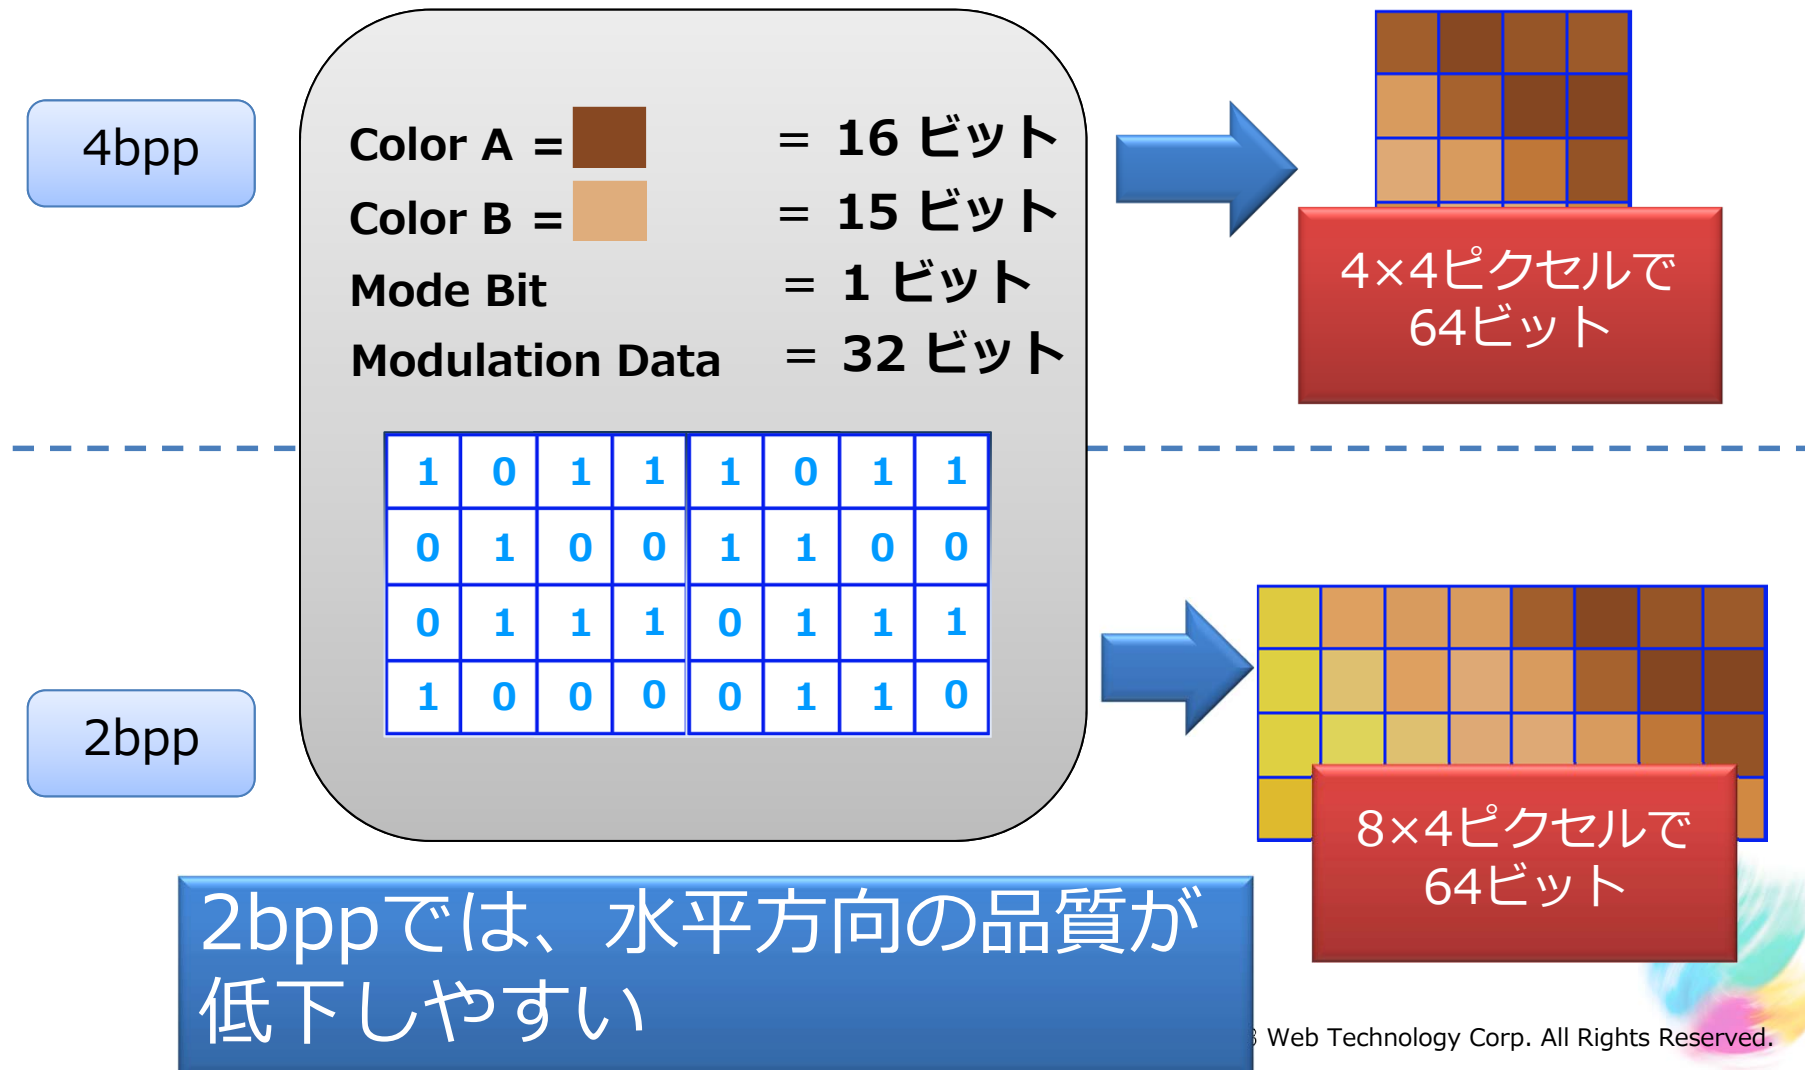 4bpp
Color A = = 16 ビット
Color B = = 15 ビット
Mode Bit = 1 ビット
Modulation Data = 32 ビット
4×4ピクセルで
64ビット
1 0 1 1 1 0 1 1
0 1 0 0 1 1 0 0
0 1 1 1 0 1 1 1
1 0 0 0 0 1 1 0
2bpp
8×4ピクセルで
64ビット
2bppでは、水平方向の品質が
低下しやすい
Web Technology Corp. All Rights Reserved.